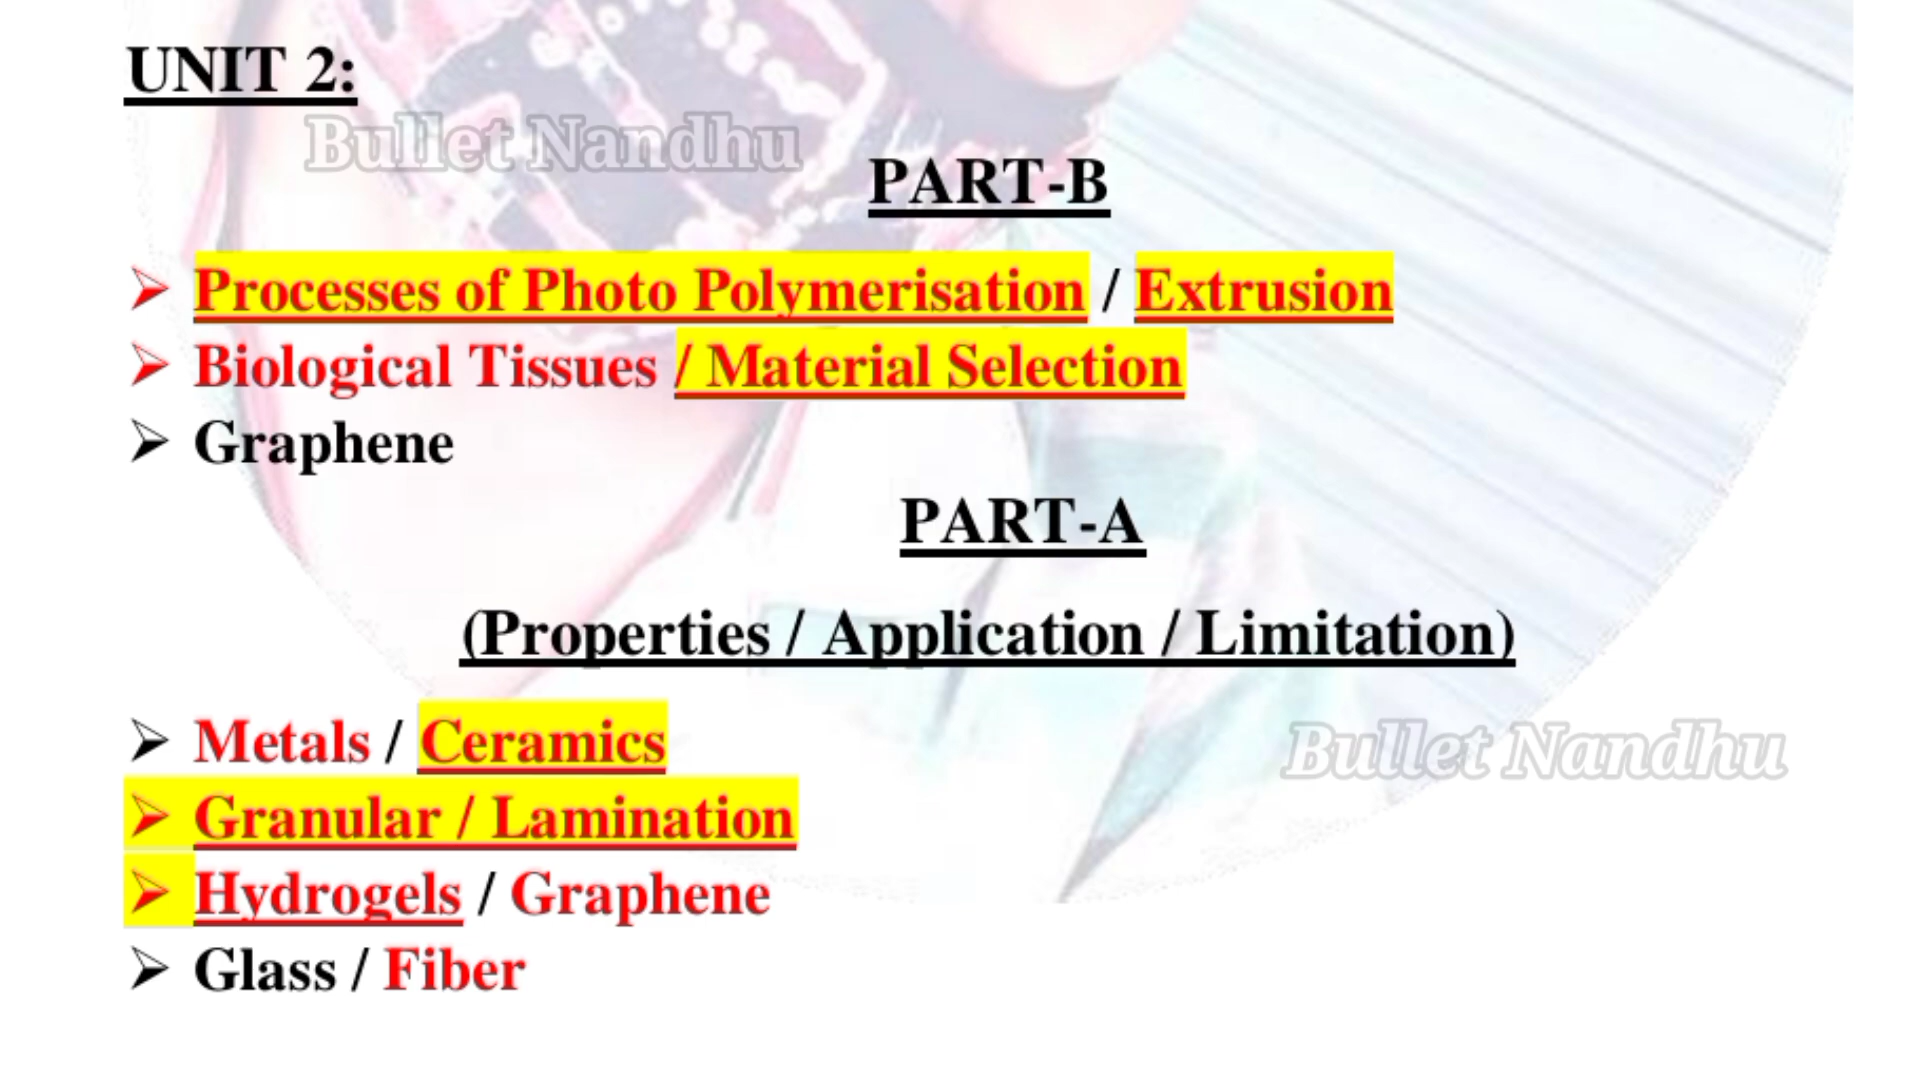 UNIT 2:
Bullet Nandhu
PART-B
➢ Processes of Photo Polymerisation / Extrusion
➢ Biological Tissues / Material Selection
➢ Graphene
PART-A
(Properties / Application / Limitation)
➢ Metals / Ceramics
Bullet Nandhu
➢ Granular / Lamination
➢ Hydrogels / Graphene
➢ Glass / Fiber